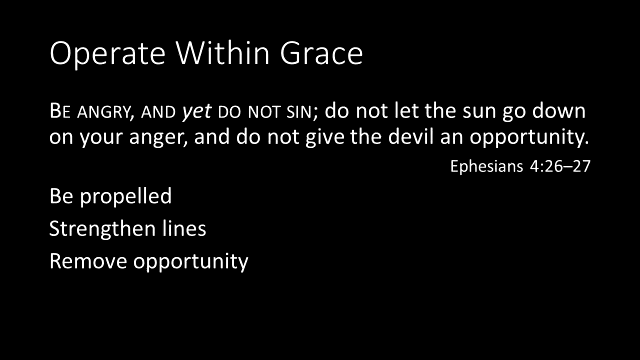 Operate Within Grace
BE ANGRY, AND yet DO NOT SIN; do not let the sun go down
on your anger, and do not give the devil an opportunity.
Ephesians 4:26–27
Be propelled
Strengthen lines
Remove opportunity